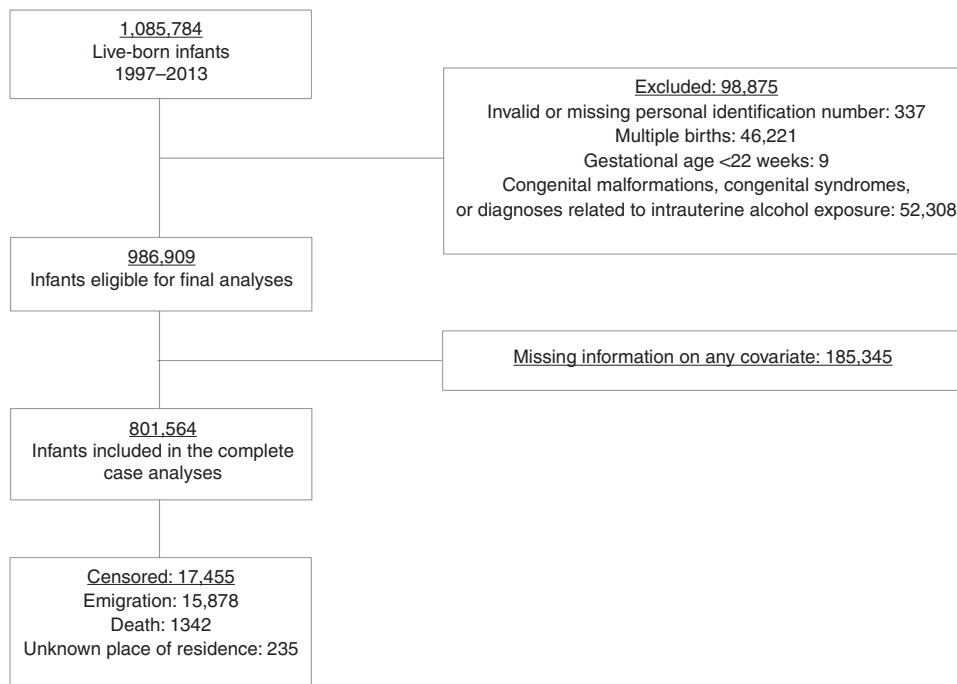 1,085,784
Live-born infants
1997–2013
Excluded: 98,875
Invalid or missing personal identification number: 337
Multiple births: 46,221
Gestational age <22 weeks: 9
Congenital malformations, congenital syndromes,
or diagnoses related to intrauterine alcohol exposure: 52,308
986,909
Infants eligible for final analyses
Missing information on any covariate: 185,345
801,564
Infants included in the complete
case analyses
Censored: 17,455
Emigration: 15,878
Death: 1342
Unknown place of residence: 235